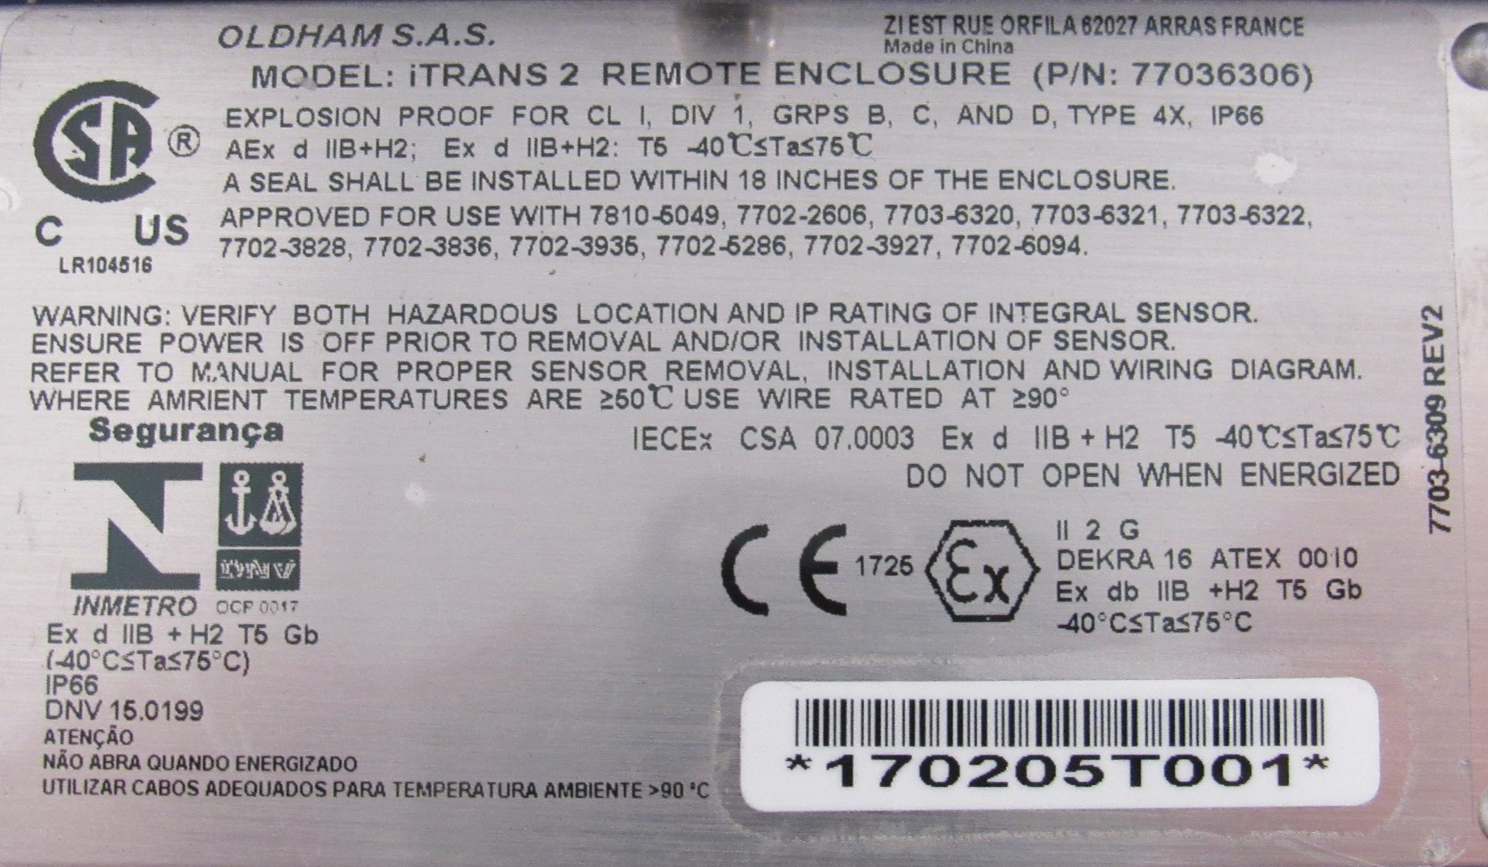 OLDHAM S.A.S.
ZI EST RUE ORFILA 62027 ARRAS FRANCE
Made in China
MODEL: iTRANS 2 REMOTE ENCLOSURE (P/N: 77036306)
EXPLOSION PROOF FOR CL I, DIV 1, GRPS B, C, AND D, TYPE 4X, IP66
AEx d IIB+H2; Ex d IIB+H2: T5 -40℃≤Ta≤75℃
A SEAL SHALL BE INSTALLED WITHIN 18 INCHES OF THE ENCLOSURE.
APPROVED FOR USE WITH 7810-5049, 7702-2606, 7703-6320, 7703-6321, 7703-6322,
7702-3828, 7702-3836, 7702-3935, 7702-5286, 7702-3927, 7702-6094.
SA ®
C US
LR104516
WARNING: VERIFY BOTH HAZARDOUS LOCATION AND IP RATING OF INTEGRAL SENSOR.
ENSURE POWER IS OFF PRIOR TO REMOVAL AND/OR INSTALLATION OF SENSOR.
REFER TO MANUAL FOR PROPER SENSOR REMOVAL, INSTALLATION AND WIRING DIAGRAM.
WHERE AMRIENT TEMPERATURES ARE ≥50℃ USE WIRE RATED AT ≥90°
7703-6309 REV2
Segurança
IECEx CSA 07.0003 Ex d IIB + H2 T5 -40℃≤Ta≤75℃
DO NOT OPEN WHEN ENERGIZED
DNV
INMETRO OCP 0017
CE 1725 Ex
II 2 G
DEKRA 16 ATEX 0010
Ex db IIB +H2 T5 Gb
-40°C≤Ta≤75°C
Ex d IIB + H2 T5 Gb
(-40°C≤Ta≤75°C)
IP66
DNV 15.0199
ATENÇÃO
NÃO ABRA QUANDO ENERGIZADO
UTILIZAR CABOS ADEQUADOS PARA TEMPERATURA AMBIENTE >90 °C
*170205T001*